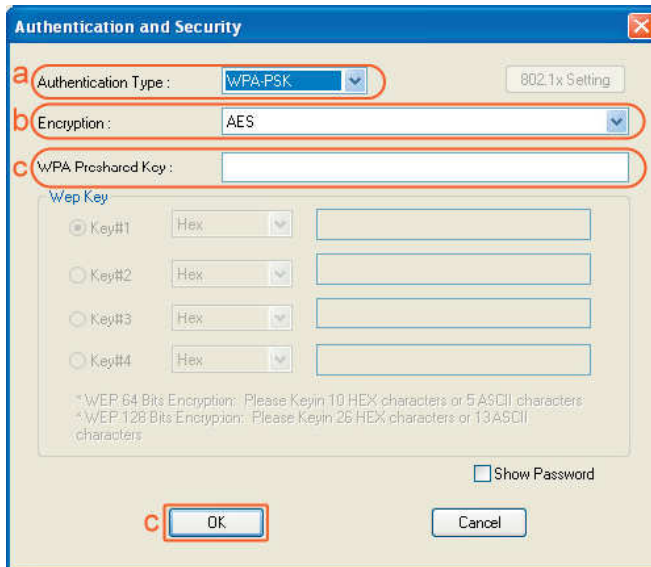 Authentication and Security
a Authentication Type : WPA-PSK 802.1x Setting
b Encryption : AES
c WPA Preshared Key :
Wep Key
Key#1 Hex
Key#2 Hex
Key#3 Hex
Key#4 Hex
* WEP 64 Bits Encryption: Please Keyin 10 HEX characters or 5 ASCII characters
* WEP 128 Bits Encryption: Please Keyin 26 HEX characters or 13 ASCII
characters
Show Password
c OK Cancel